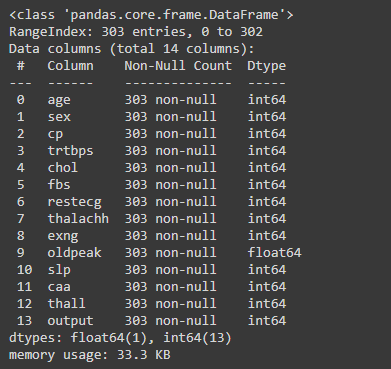 <class 'pandas.core.frame.DataFrame'>
RangeIndex: 303 entries, 0 to 302
Data columns (total 14 columns):
 #   Column    Non-Null Count  Dtype
---  ------    --------------  -----
 0   age       303 non-null    int64
 1   sex       303 non-null    int64
 2   cp        303 non-null    int64
 3   trtbps    303 non-null    int64
 4   chol      303 non-null    int64
 5   fbs       303 non-null    int64
 6   restecg   303 non-null    int64
 7   thalachh  303 non-null    int64
 8   exng      303 non-null    int64
 9   oldpeak   303 non-null    float64
 10  slp       303 non-null    int64
 11  caa       303 non-null    int64
 12  thall     303 non-null    int64
 13  output    303 non-null    int64
dtypes: float64(1), int64(13)
memory usage: 33.3 KB